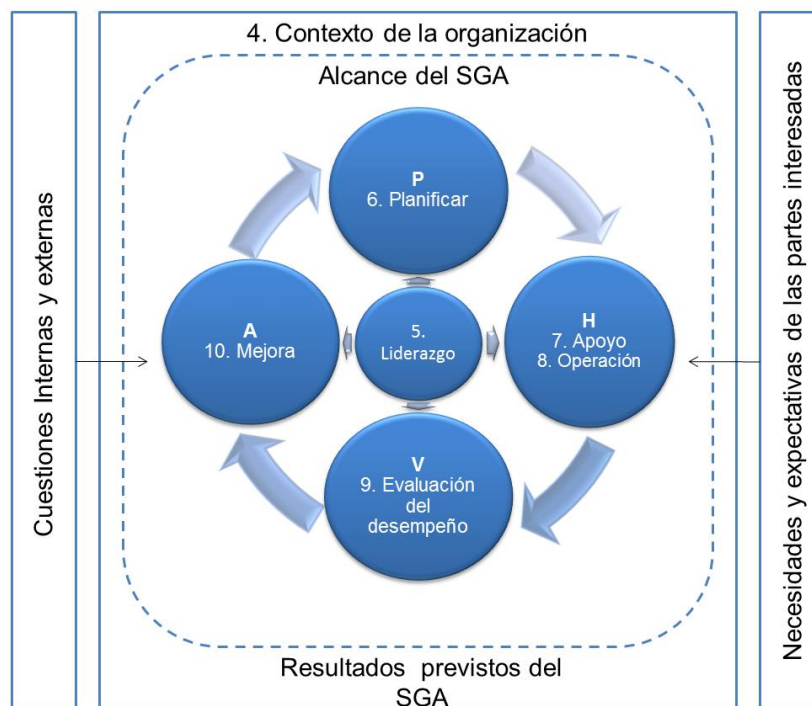 4. Contexto de la organización
Alcance del SGA
Cuestiones Internas y externas
P
6. Planificar
A
10. Mejora
5.
Liderazgo
H
7. Apoyo
8. Operación
V
9. Evaluación
del
desempeño
Resultados previstos del
SGA
Necesidades y expectativas de las partes interesadas